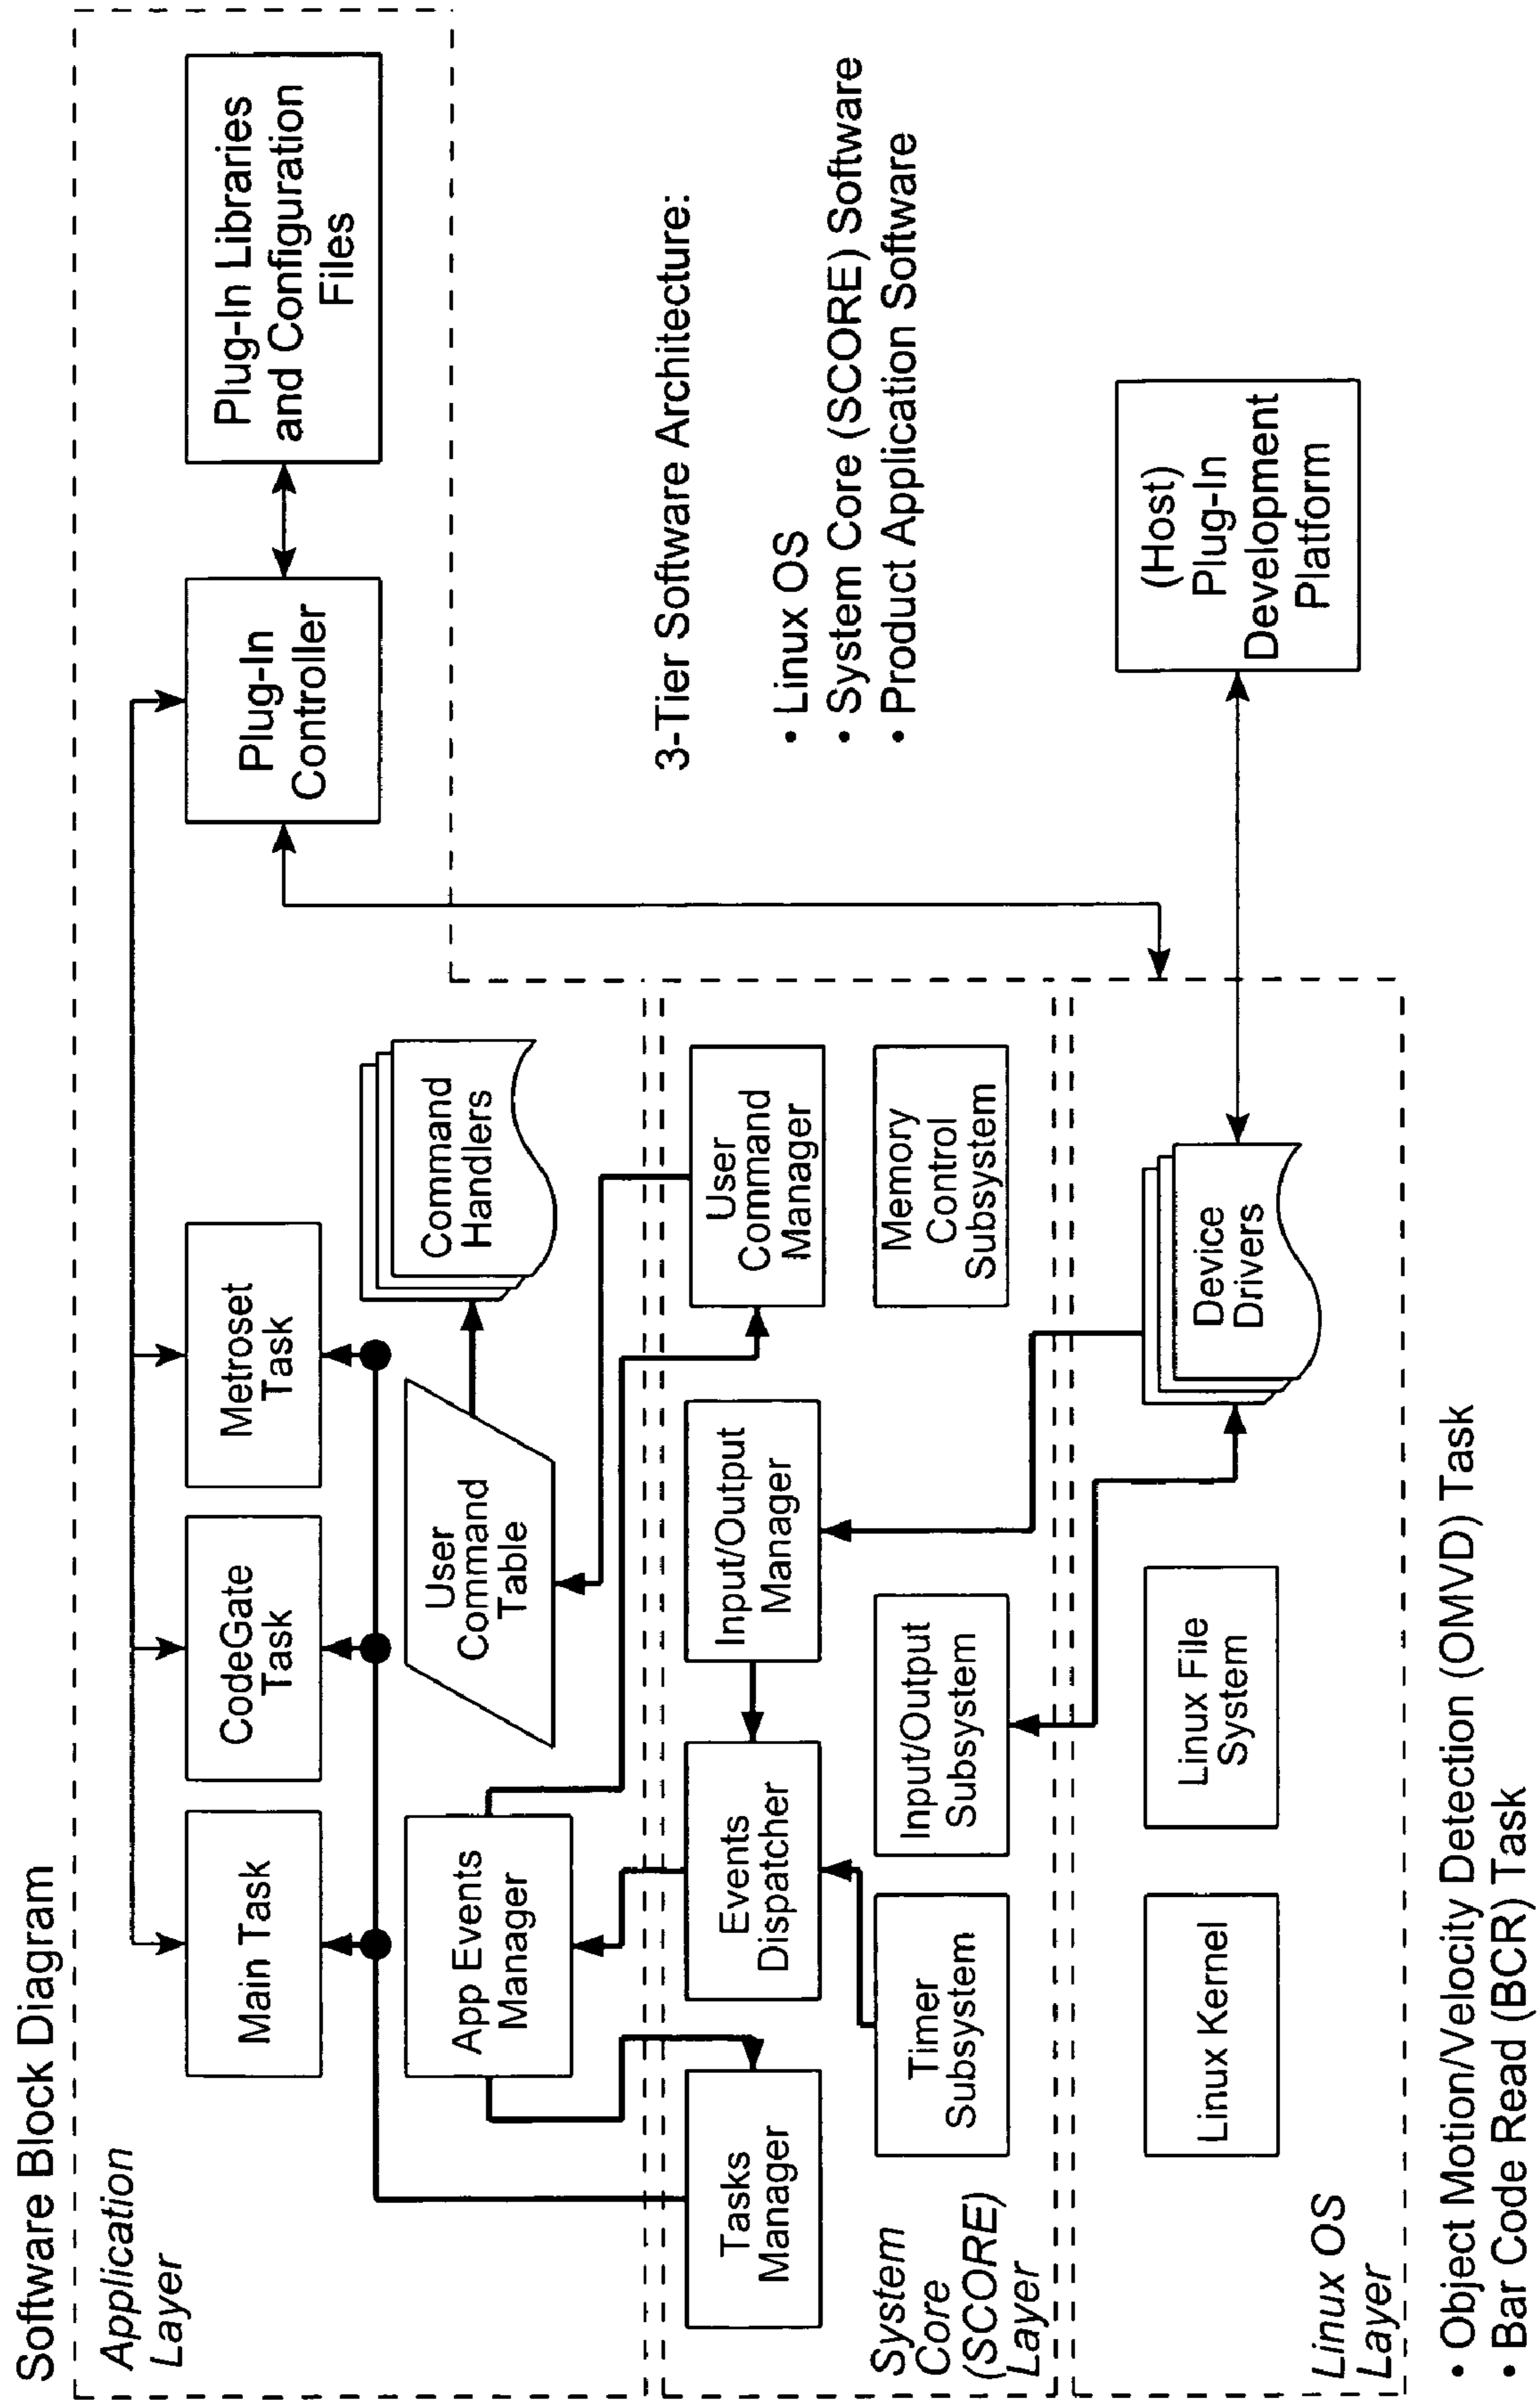 Software Block Diagram
Application
Layer
Main Task
CodeGate
Task
Metroset
Task
Plug-In
Controller
Plug-In Libraries
and Configuration
Files
App Events
Manager
User
Command
Table
Command
Handlers
3-Tier Software Architecture:
• Linux OS
• System Core (SCORE) Software
• Product Application Software
Tasks
Manager
Events
Dispatcher
Input/Output
Manager
User
Command
Manager
System
Core
(SCORE)
Layer
Timer
Subsystem
Input/Output
Subsystem
Memory
Control
Subsystem
Linux OS
Layer
Linux Kernel
Linux File
System
Device
Drivers
(Host)
Plug-In
Development
Platform
• Object Motion/Velocity Detection (OMVD) Task
• Bar Code Read (BCR) Task